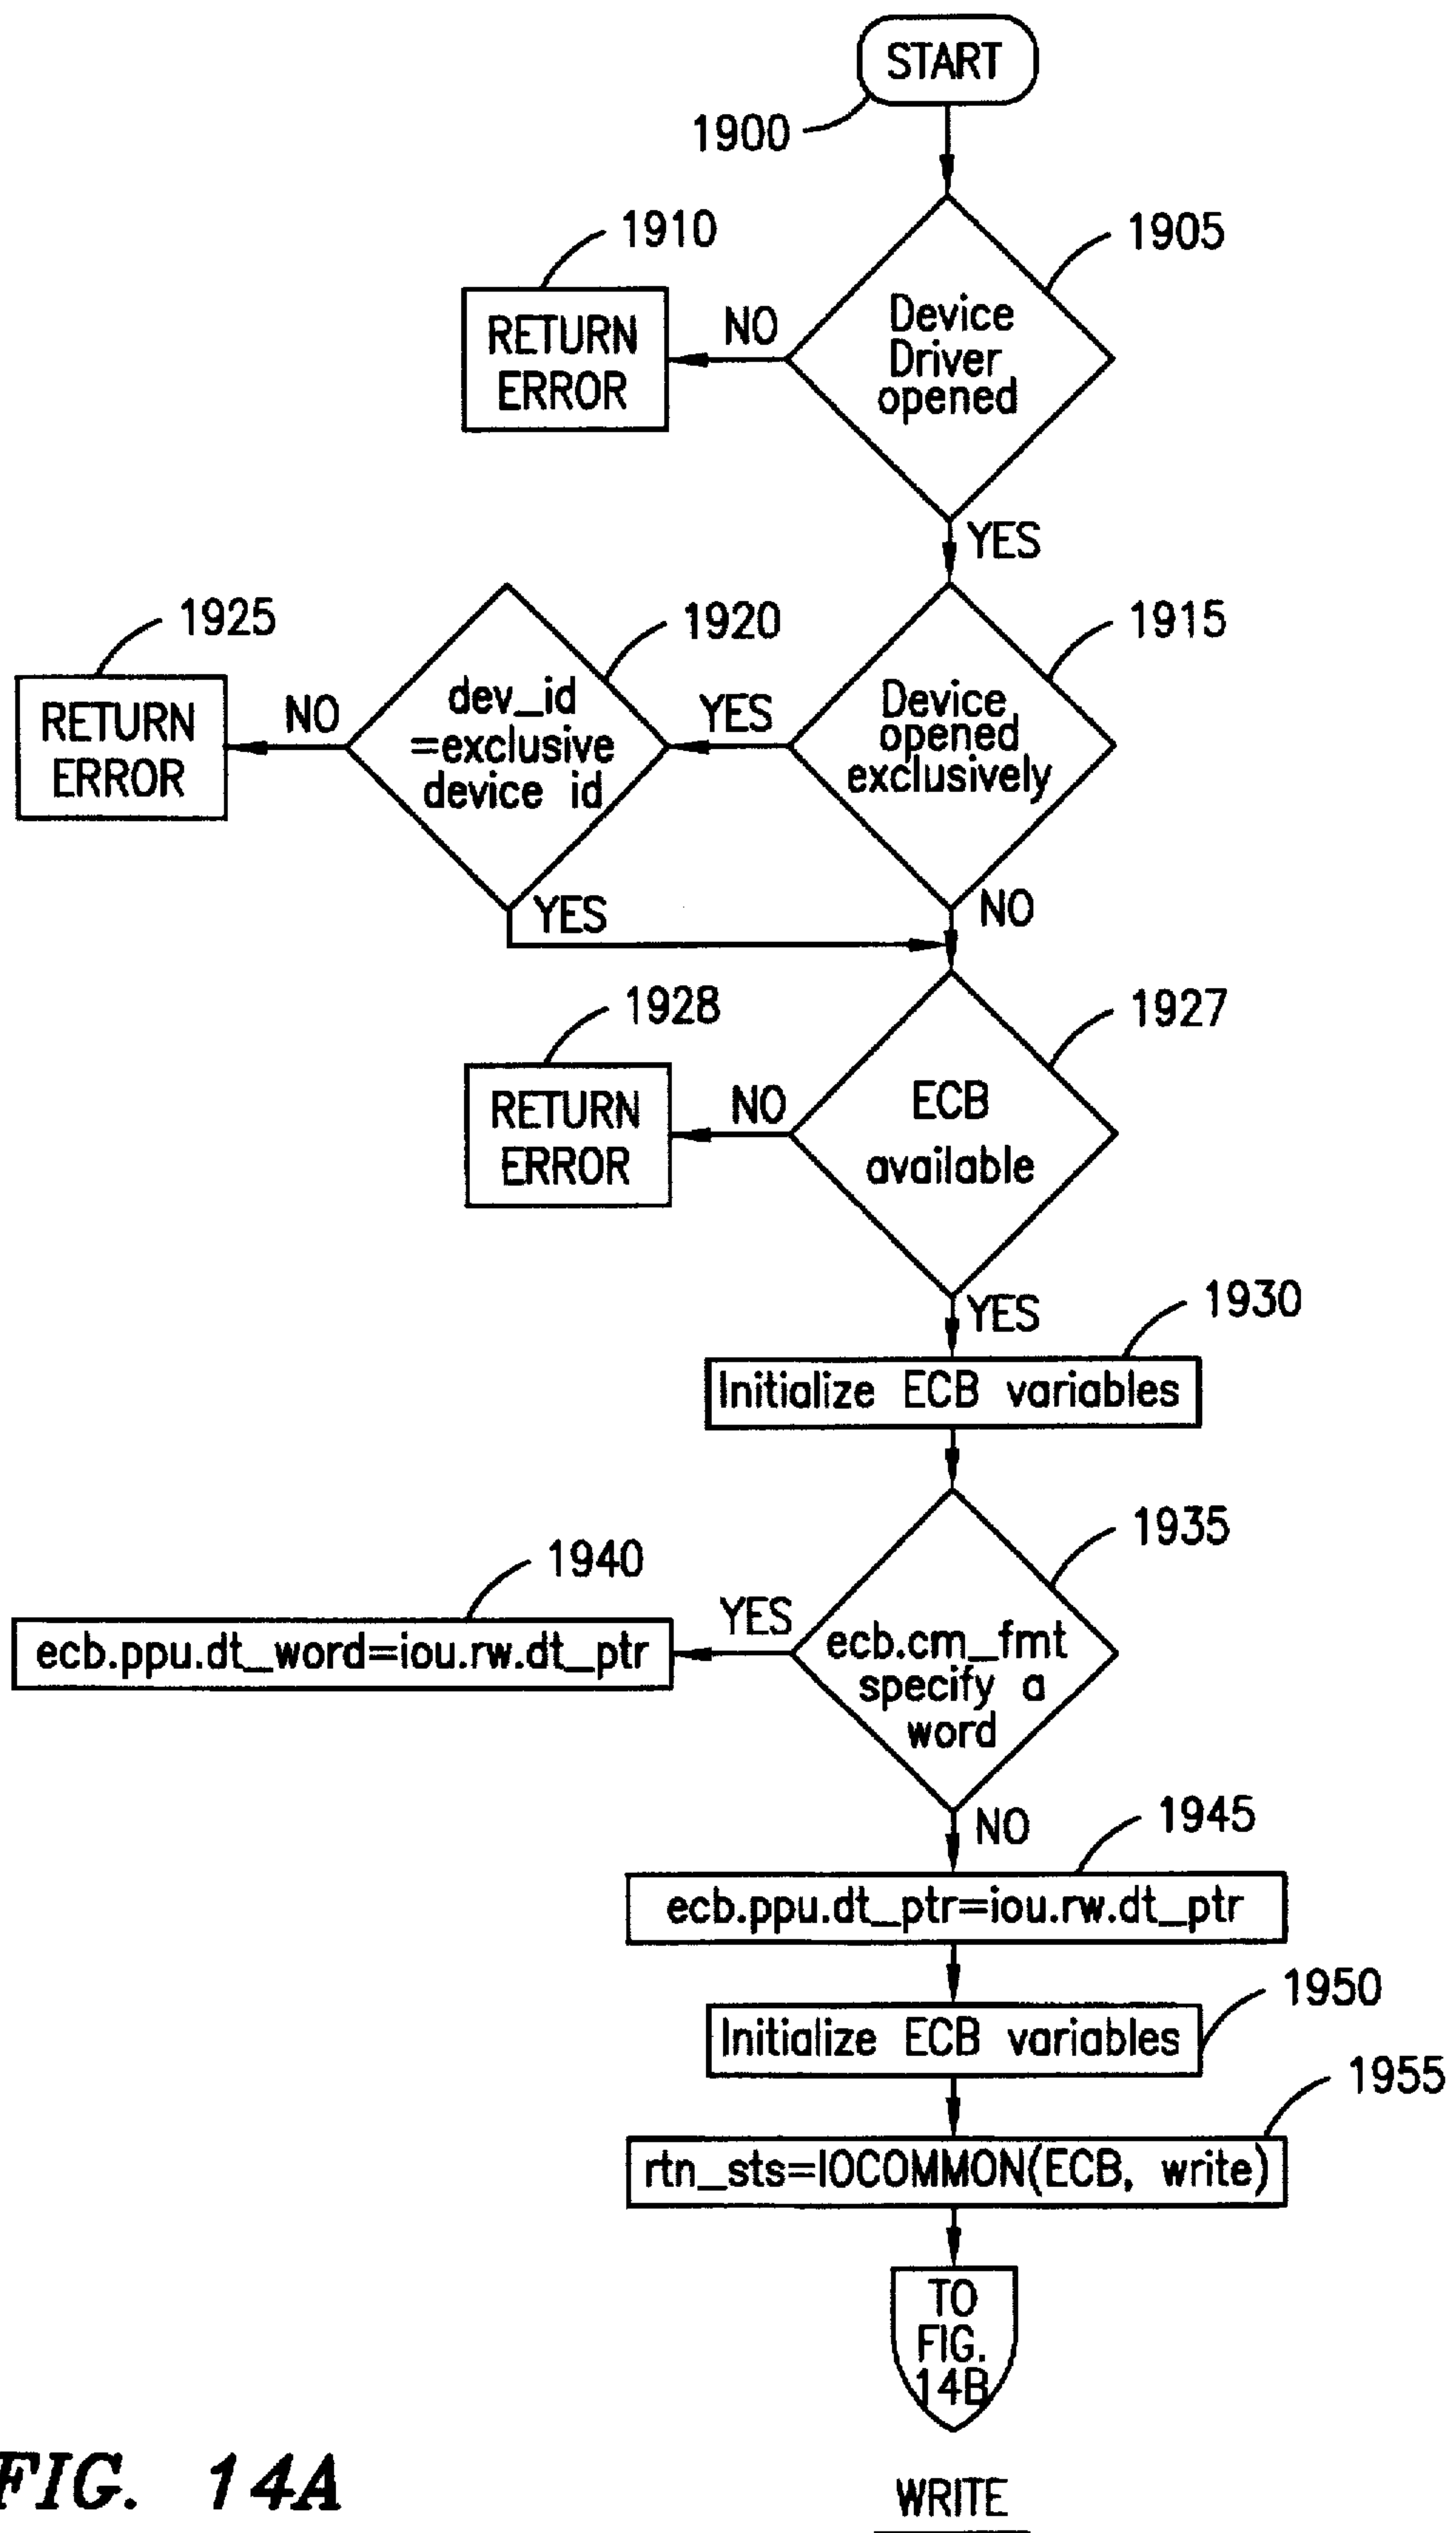 START
1900
1910
1905
RETURN
ERROR
NO
Device
Driver
opened
YES
1925
1920
1915
RETURN
ERROR
NO
dev_id
=exclusive
device id
YES
Device
opened
exclusively
YES
NO
1928
1927
RETURN
ERROR
NO
ECB
available
YES
1930
Initialize ECB variables
1940
1935
ecb.ppu.dt_word=iou.rw.dt_ptr
YES
ecb.cm_fmt
specify a
word
NO
1945
ecb.ppu.dt_ptr=iou.rw.dt_ptr
1950
Initialize ECB variables
1955
rtn_sts=IOCOMMON(ECB, write)
TO
FIG.
14B
FIG. 14A
WRITE